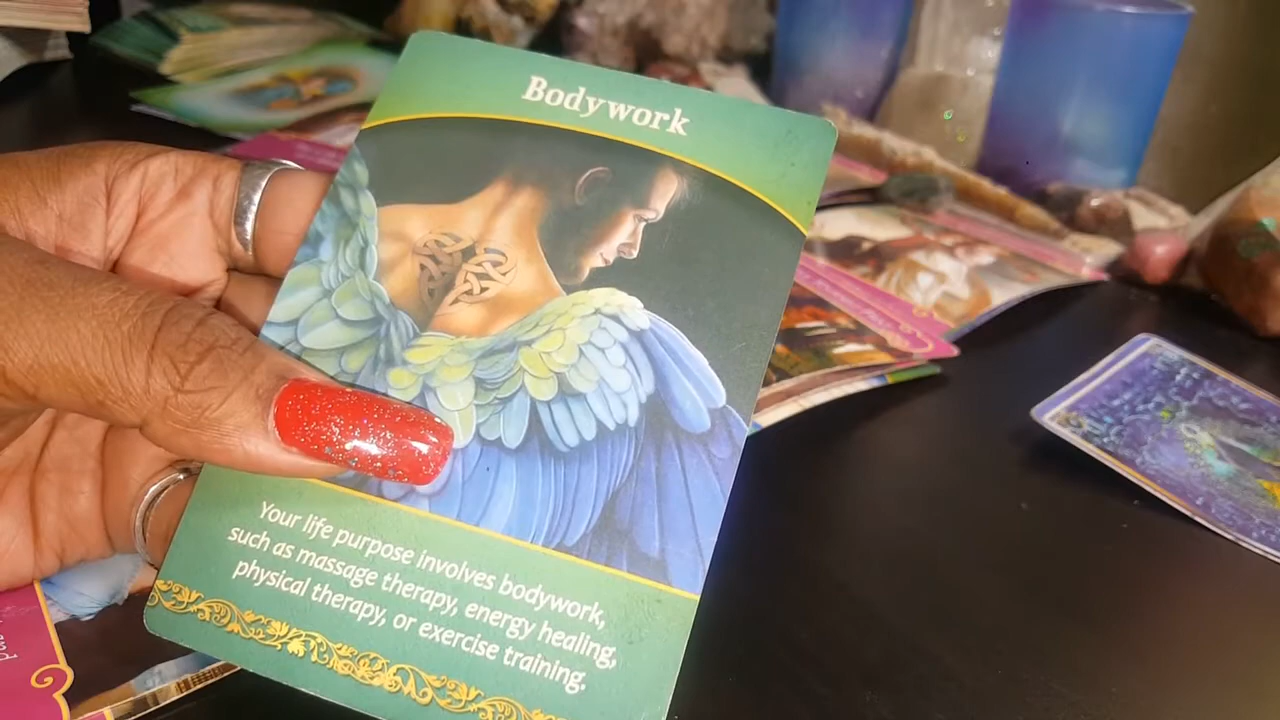 Bodywork
Your life purpose involves bodywork,
such as massage therapy, energy healing,
physical therapy, or exercise training.